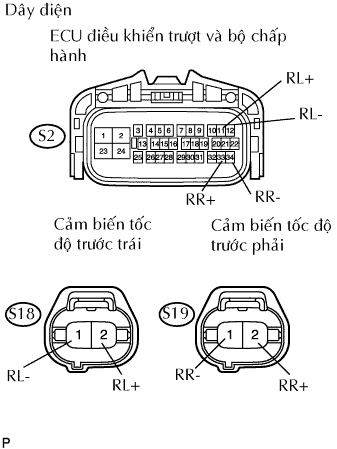 Dây điện
ECU điều khiển trượt và bộ chấp
hành
RL+
RL-
S2
1 2
3 4 5 6 7 8 9 10 11 12
13 14 15 16 17 18 19 20 21 22
23 24
25 26 27 28 29 30 31 32 33 34
RR+
RR-
Cảm biến tốc
độ trước trái
Cảm biến tốc độ
trước phải
S18
1 2
RL-
RL+
S19
1 2
RR-
RR+
P